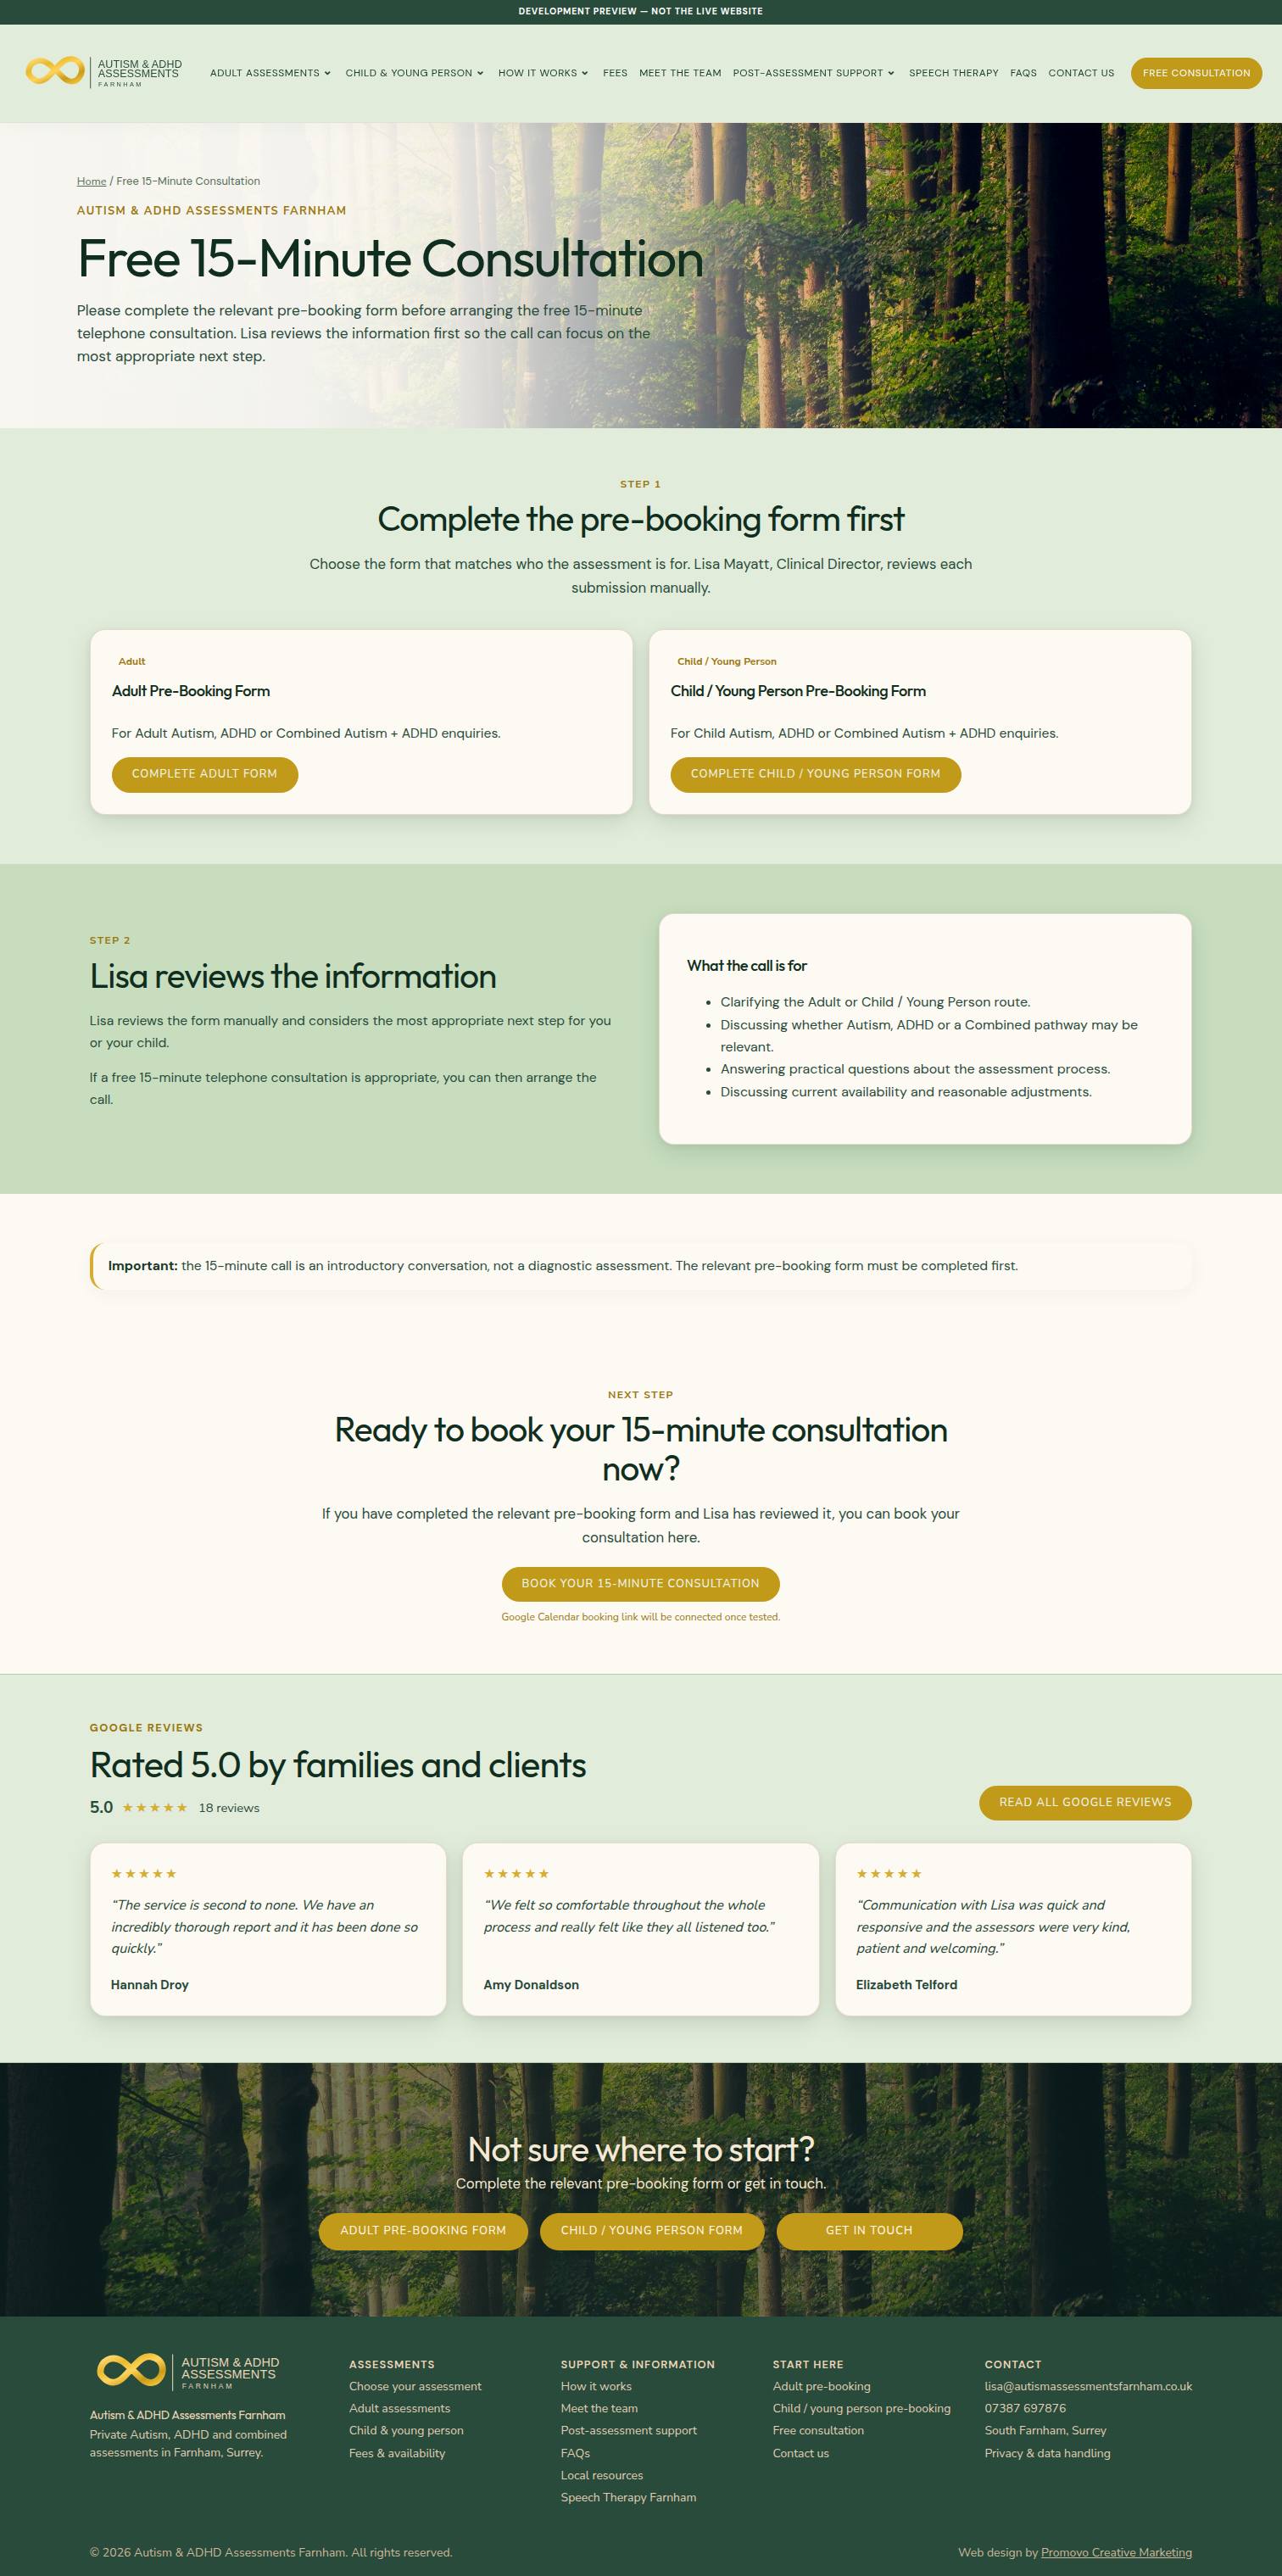 DEVELOPMENT PREVIEW — NOT THE LIVE WEBSITE
AUTISM & ADHD
ASSESSMENTS
FARNHAM
ADULT ASSESSMENTS
CHILD & YOUNG PERSON
HOW IT WORKS
FEES
MEET THE TEAM
POST-ASSESSMENT SUPPORT
SPEECH THERAPY
FAQS
CONTACT US
FREE CONSULTATION
Home / Free 15-Minute Consultation
AUTISM & ADHD ASSESSMENTS FARNHAM
Free 15-Minute Consultation
Please complete the relevant pre-booking form before arranging the free 15-minute
telephone consultation. Lisa reviews the information first so the call can focus on the
most appropriate next step.
STEP 1
Complete the pre-booking form first
Choose the form that matches who the assessment is for. Lisa Mayatt, Clinical Director, reviews each
submission manually.
Adult
Adult Pre-Booking Form
For Adult Autism, ADHD or Combined Autism + ADHD enquiries.
COMPLETE ADULT FORM
Child / Young Person
Child / Young Person Pre-Booking Form
For Child Autism, ADHD or Combined Autism + ADHD enquiries.
COMPLETE CHILD / YOUNG PERSON FORM
STEP 2
Lisa reviews the information
Lisa reviews the form manually and considers the most appropriate next step for you
or your child.
If a free 15-minute telephone consultation is appropriate, you can then arrange the
call.
What the call is for
• Clarifying the Adult or Child / Young Person route.
• Discussing whether Autism, ADHD or a Combined pathway may be
relevant.
• Answering practical questions about the assessment process.
• Discussing current availability and reasonable adjustments.
Important: the 15-minute call is an introductory conversation, not a diagnostic assessment. The relevant pre-booking form must be completed first.
NEXT STEP
Ready to book your 15-minute consultation
now?
If you have completed the relevant pre-booking form and Lisa has reviewed it, you can book your
consultation here.
BOOK YOUR 15-MINUTE CONSULTATION
Google Calendar booking link will be connected once tested.
GOOGLE REVIEWS
Rated 5.0 by families and clients
5.0 ★★★★★ 18 reviews
READ ALL GOOGLE REVIEWS
★★★★★
“The service is second to none. We have an
incredibly thorough report and it has been done so
quickly.”
Hannah Droy
★★★★★
“We felt so comfortable throughout the whole
process and really felt like they all listened too.”
Amy Donaldson
★★★★★
“Communication with Lisa was quick and
responsive and the assessors were very kind,
patient and welcoming.”
Elizabeth Telford
Not sure where to start?
Complete the relevant pre-booking form or get in touch.
ADULT PRE-BOOKING FORM
CHILD / YOUNG PERSON FORM
GET IN TOUCH
AUTISM & ADHD
ASSESSMENTS
FARNHAM
Autism & ADHD Assessments Farnham
Private Autism, ADHD and combined
assessments in Farnham, Surrey.
ASSESSMENTS
Choose your assessment
Adult assessments
Child & young person
Fees & availability
SUPPORT & INFORMATION
How it works
Meet the team
Post-assessment support
FAQs
Local resources
Speech Therapy Farnham
START HERE
Adult pre-booking
Child / young person pre-booking
Free consultation
Contact us
CONTACT
lisa@autismassessmentsfarnham.co.uk
07387 697876
South Farnham, Surrey
Privacy & data handling
© 2026 Autism & ADHD Assessments Farnham. All rights reserved.
Web design by Promovo Creative Marketing